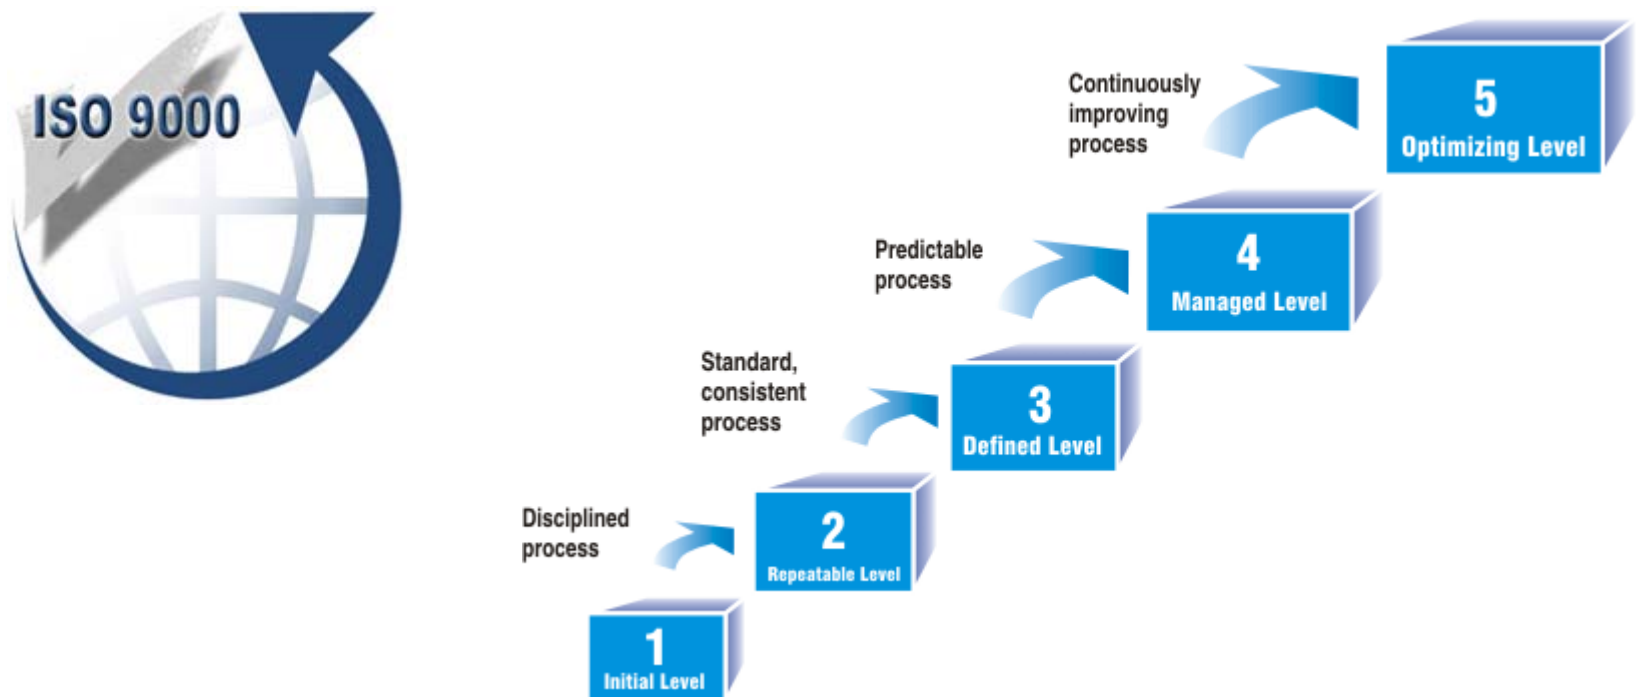 ISO 9000
Continuously
improving
process
5
Optimizing Level
Predictable
process
4
Managed Level
Standard,
consistent
process
3
Defined Level
Disciplined
process
2
Repeatable Level
1
Initial Level